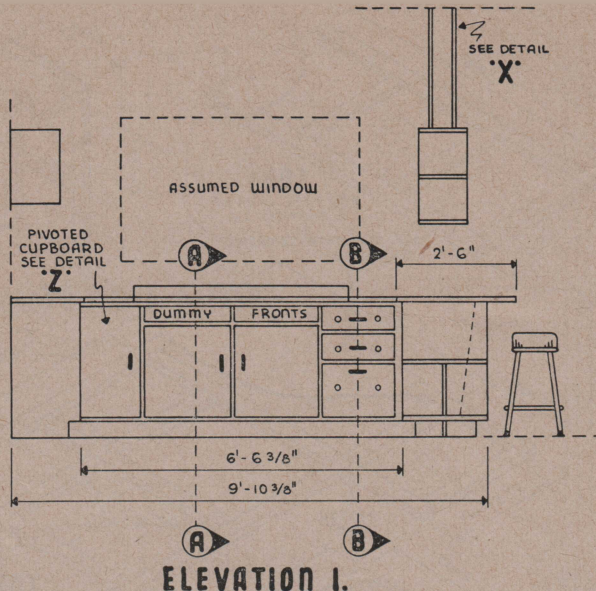 SEE DETAIL
"X"
ASSUMED WINDOW
PIVOTED
CUPBOARD
SEE DETAIL
"Z"
A
B
2'-6"
DUMMY FRONTS
6'-6 3/8"
9'-10 3/8"
A
B
ELEVATION 1.